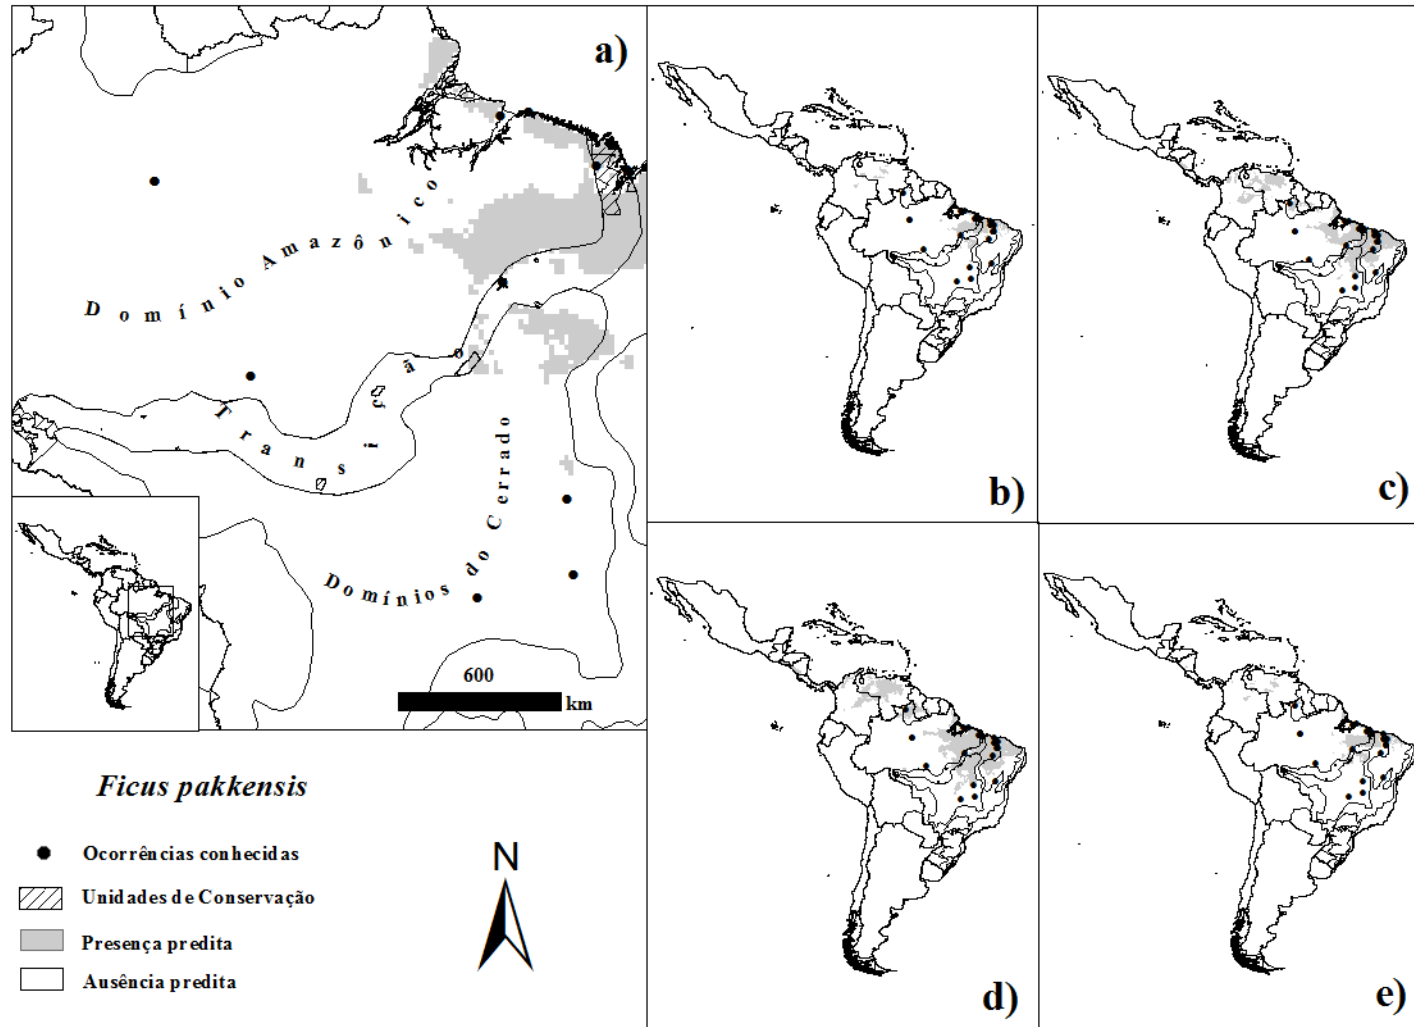 a)
b)
c)
Domínio Amazônico
Transição
Domínios do Cerrado
600
km
d)
e)
Ficus pakkensis
Ocorrências conhecidas
Unidades de Conservação
Presença predita
Ausência predita
N